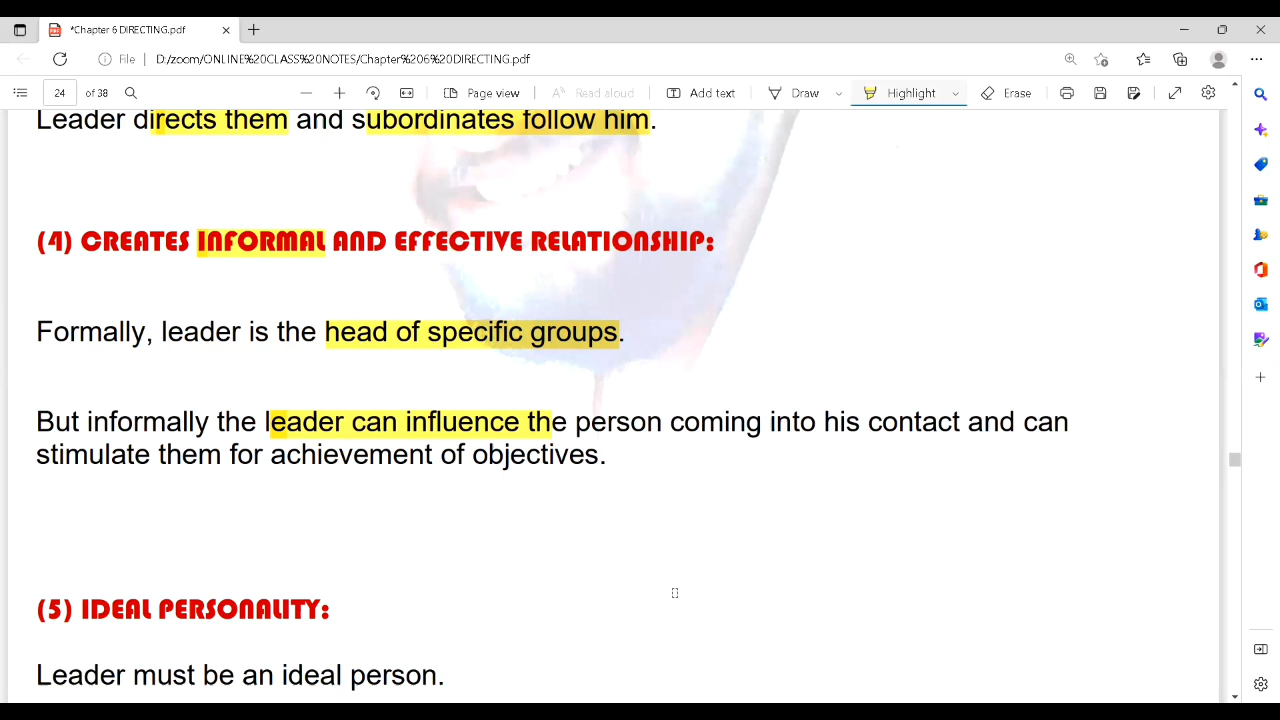 *Chapter 6 DIRECTING.pdf
File D:/zoom/ONLINE%20CLASS%20NOTES/Chapter%206%20DIRECTING.pdf
24 of 38 Page view Read aloud Add text Draw Highlight Erase
Leader directs them and subordinates follow him.
(4) CREATES INFORMAL AND EFFECTIVE RELATIONSHIP:
Formally, leader is the head of specific groups.
But informally the leader can influence the person coming into his contact and can
stimulate them for achievement of objectives.
(5) IDEAL PERSONALITY:
Leader must be an ideal person.